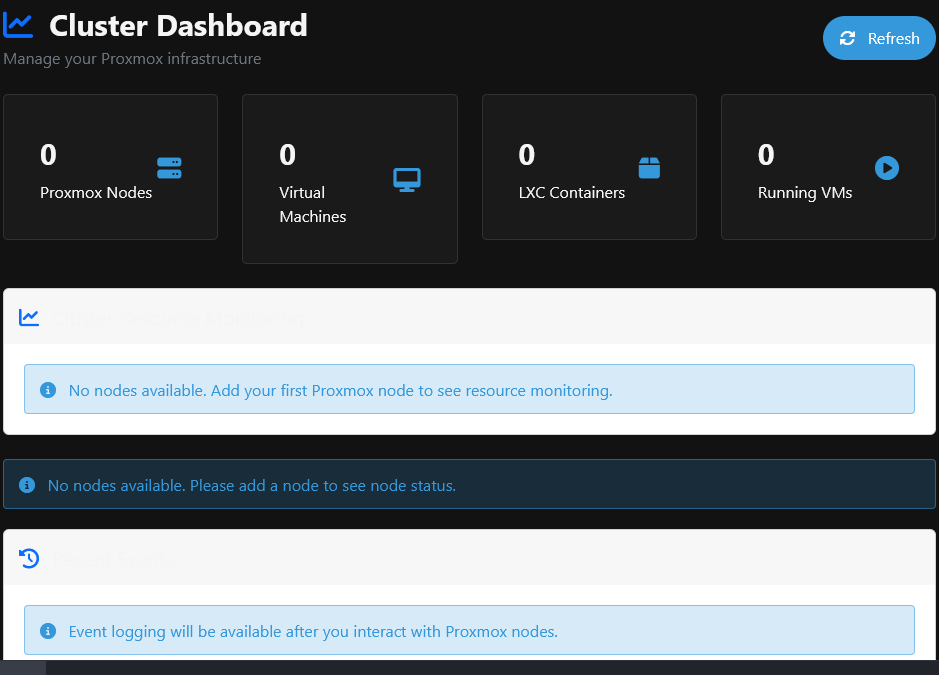 Cluster Dashboard
Manage your Proxmox infrastructure
Refresh
0
Proxmox Nodes
0
Virtual
Machines
0
LXC Containers
0
Running VMs
No nodes available. Add your first Proxmox node to see resource monitoring.
No nodes available. Please add a node to see node status.
Event logging will be available after you interact with Proxmox nodes.